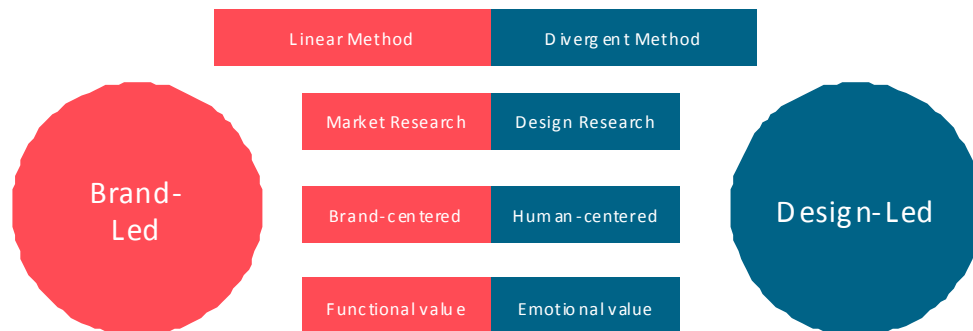 Linear Method
Divergent Method
Market Research
Design Research
Brand-
Led
Brand-centered
Human-centered
Design-Led
Functional value
Emotional value